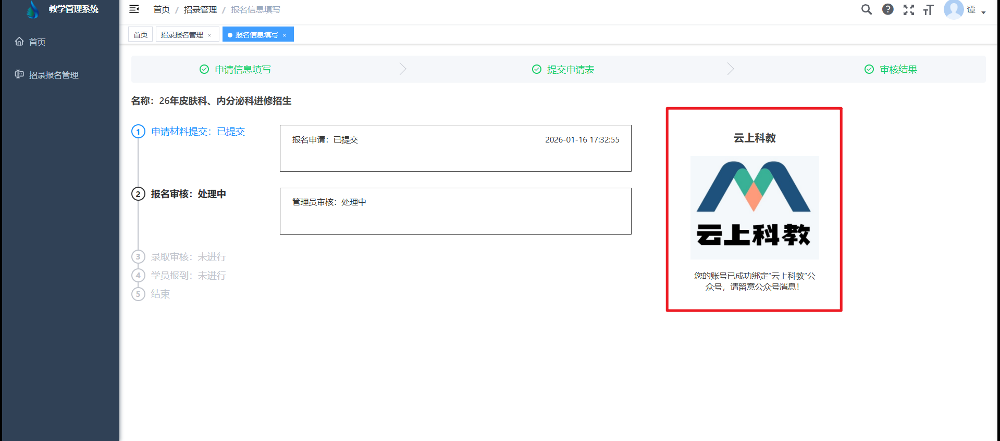 教学管理系统
首页
招录报名管理
首页 / 招录管理 / 报名信息填写
谭
首页
招录报名管理 ×
报名信息填写 ×
申请信息填写
提交申请表
审核结果
名称：26年皮肤科、内分泌科进修招生
1 申请材料提交：已提交
报名申请：已提交 2026-01-16 17:32:55
2 报名审核：处理中
管理员审核：处理中
3 录取审核：未进行
4 学员报到：未进行
5 结束
云上科教
云上科教
您的账号已成功绑定“云上科教”公
众号，请留意公众号消息！